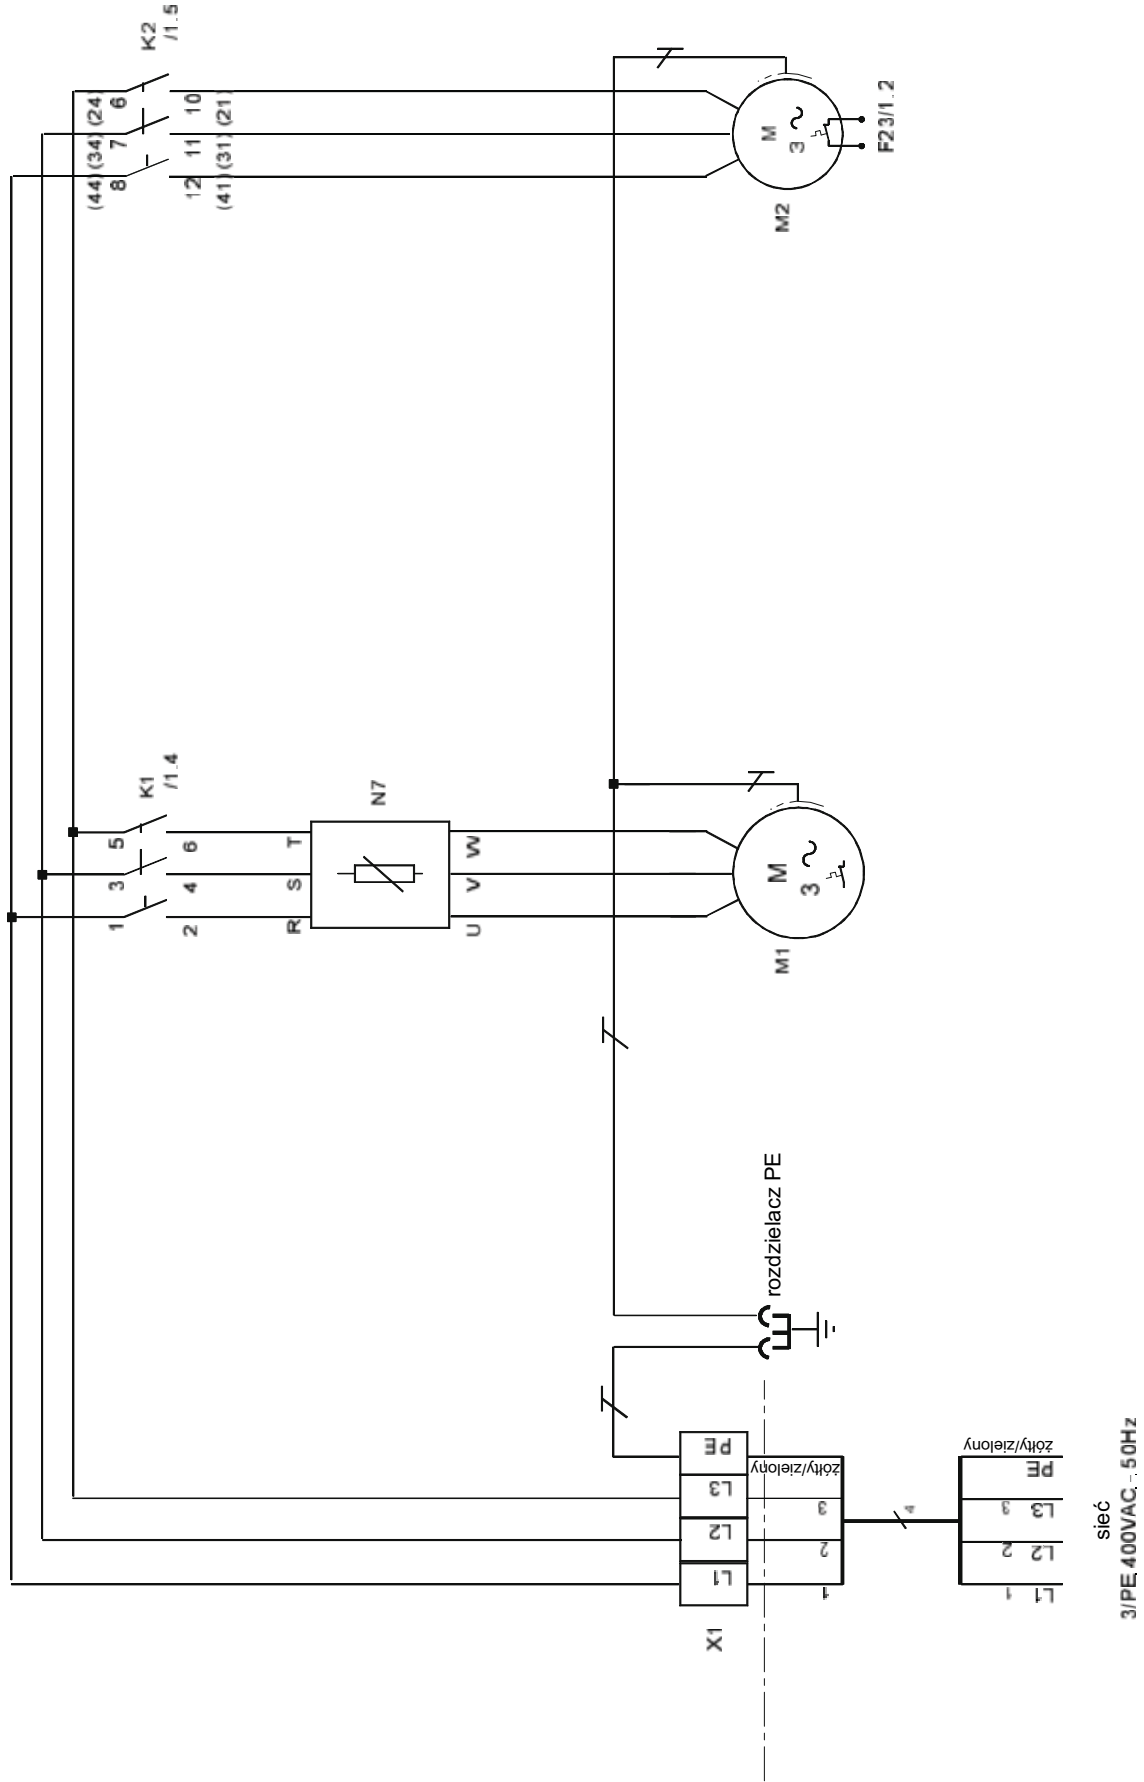 K2
/1.5
(44) (34) (24)
8 7 6
12 11 10
(41) (31) (21)
M
3
M2
F23/1.2
K1
/1.4
1 3 5
2 4 6
R S T
N7
U V W
M
3
M1
rozdzielacz PE
X1
L1 L2 L3 PE
1 2 3 żółty/zielony
4
1 2 3 żółty/zielony
L1 L2 L3 PE
sieć
3/PE 400VAC 50Hz